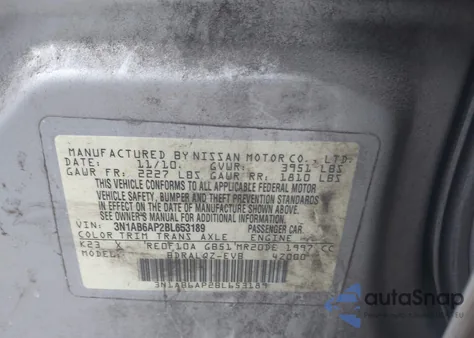 MANUFACTURED BY NISSAN MOTOR CO., LTD.
DATE: 11/10 GVWR: 3951 LBS
GAWR FR: 2227 LBS GAWR RR: 1810 LBS
THIS VEHICLE CONFORMS TO ALL APPLICABLE FEDERAL MOTOR
VEHICLE SAFETY, BUMPER AND THEFT PREVENTION STANDARDS
IN EFFECT ON THE DATE OF MANUFACTURE SHOWN ABOVE.
SEE OWNER'S MANUAL FOR ADDITIONAL INFORMATION.
VIN: 3N1AB6AP2BL653189 PASSENGER CAR
COLOR TRIM TRANS AXLE ENGINE
K23 X RE0F10A GB51 MR20DE 1997 CC
MODEL: BDRALQZ-EVB 42000
3N1AB6AP2BL653189
autoSnap